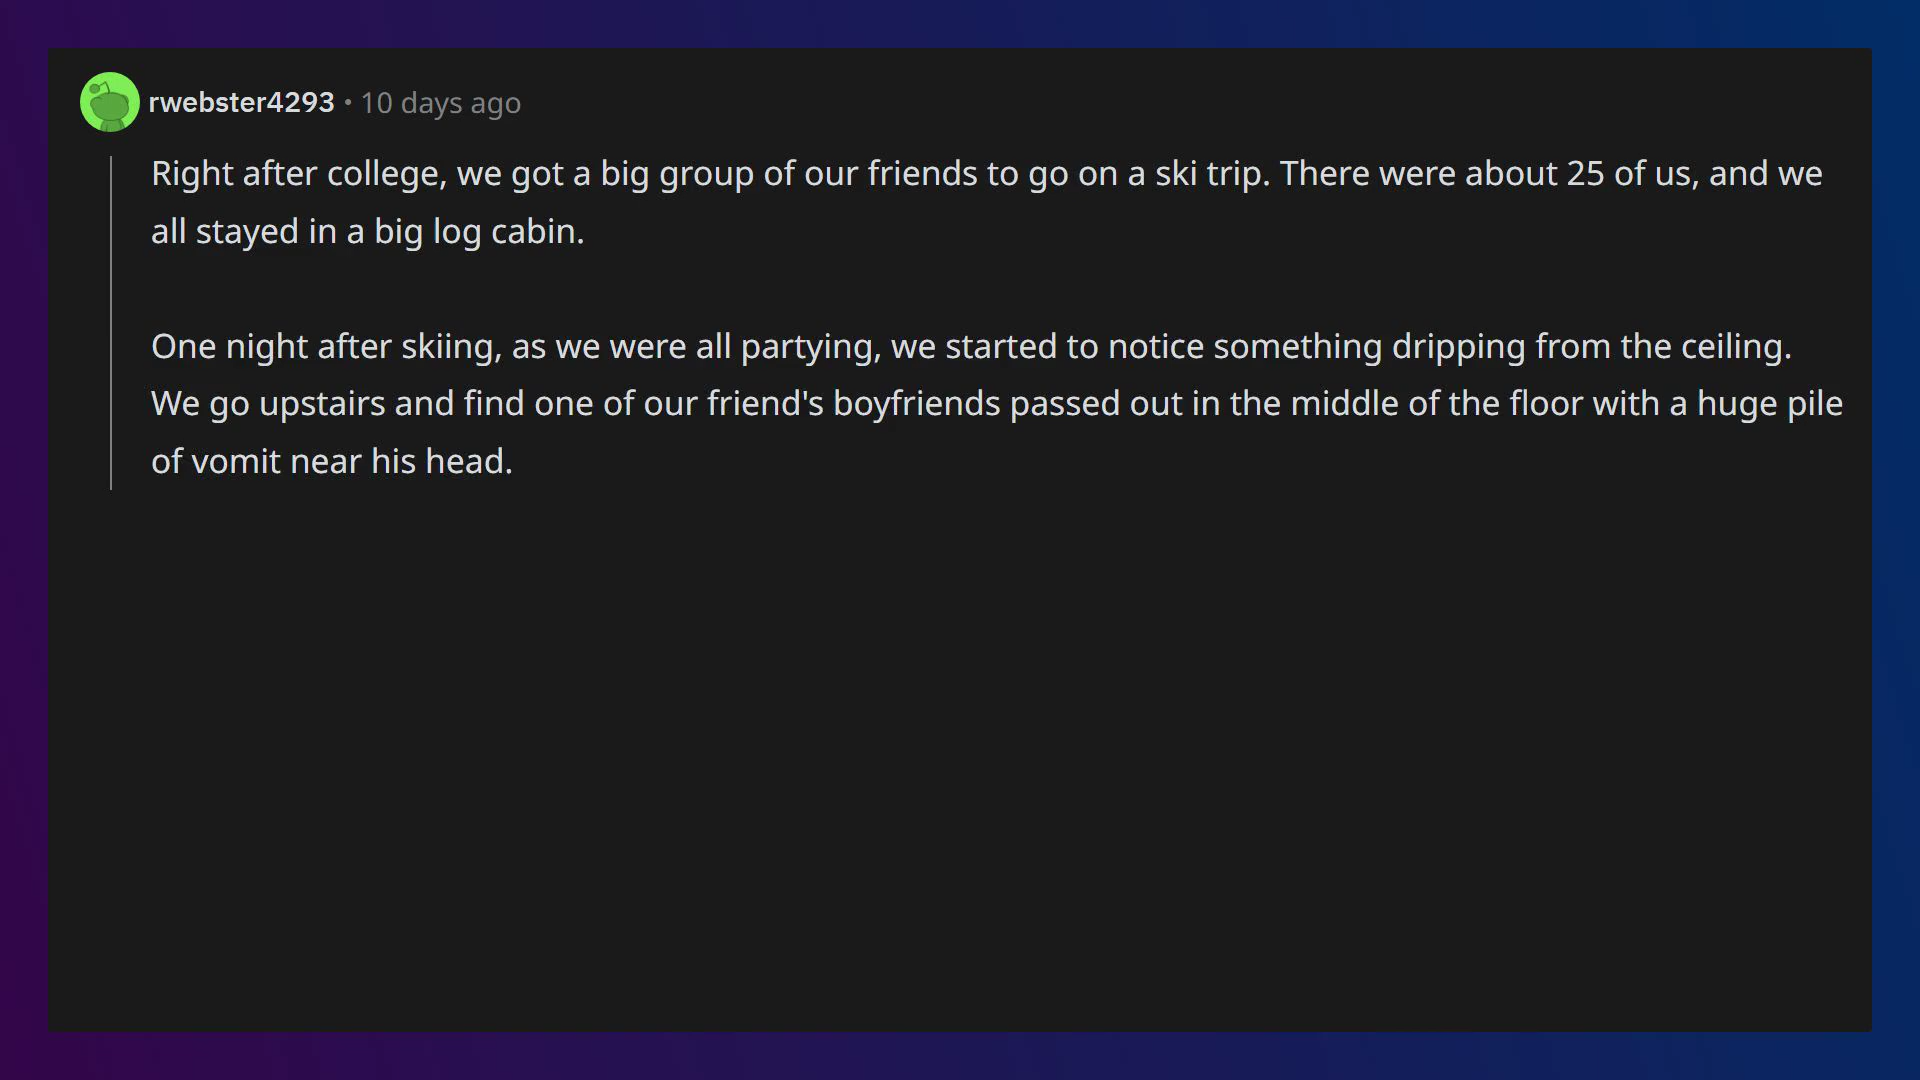 rwebster4293 • 10 days ago
Right after college, we got a big group of our friends to go on a ski trip. There were about 25 of us, and we
all stayed in a big log cabin.
One night after skiing, as we were all partying, we started to notice something dripping from the ceiling.
We go upstairs and find one of our friend's boyfriends passed out in the middle of the floor with a huge pile
of vomit near his head.